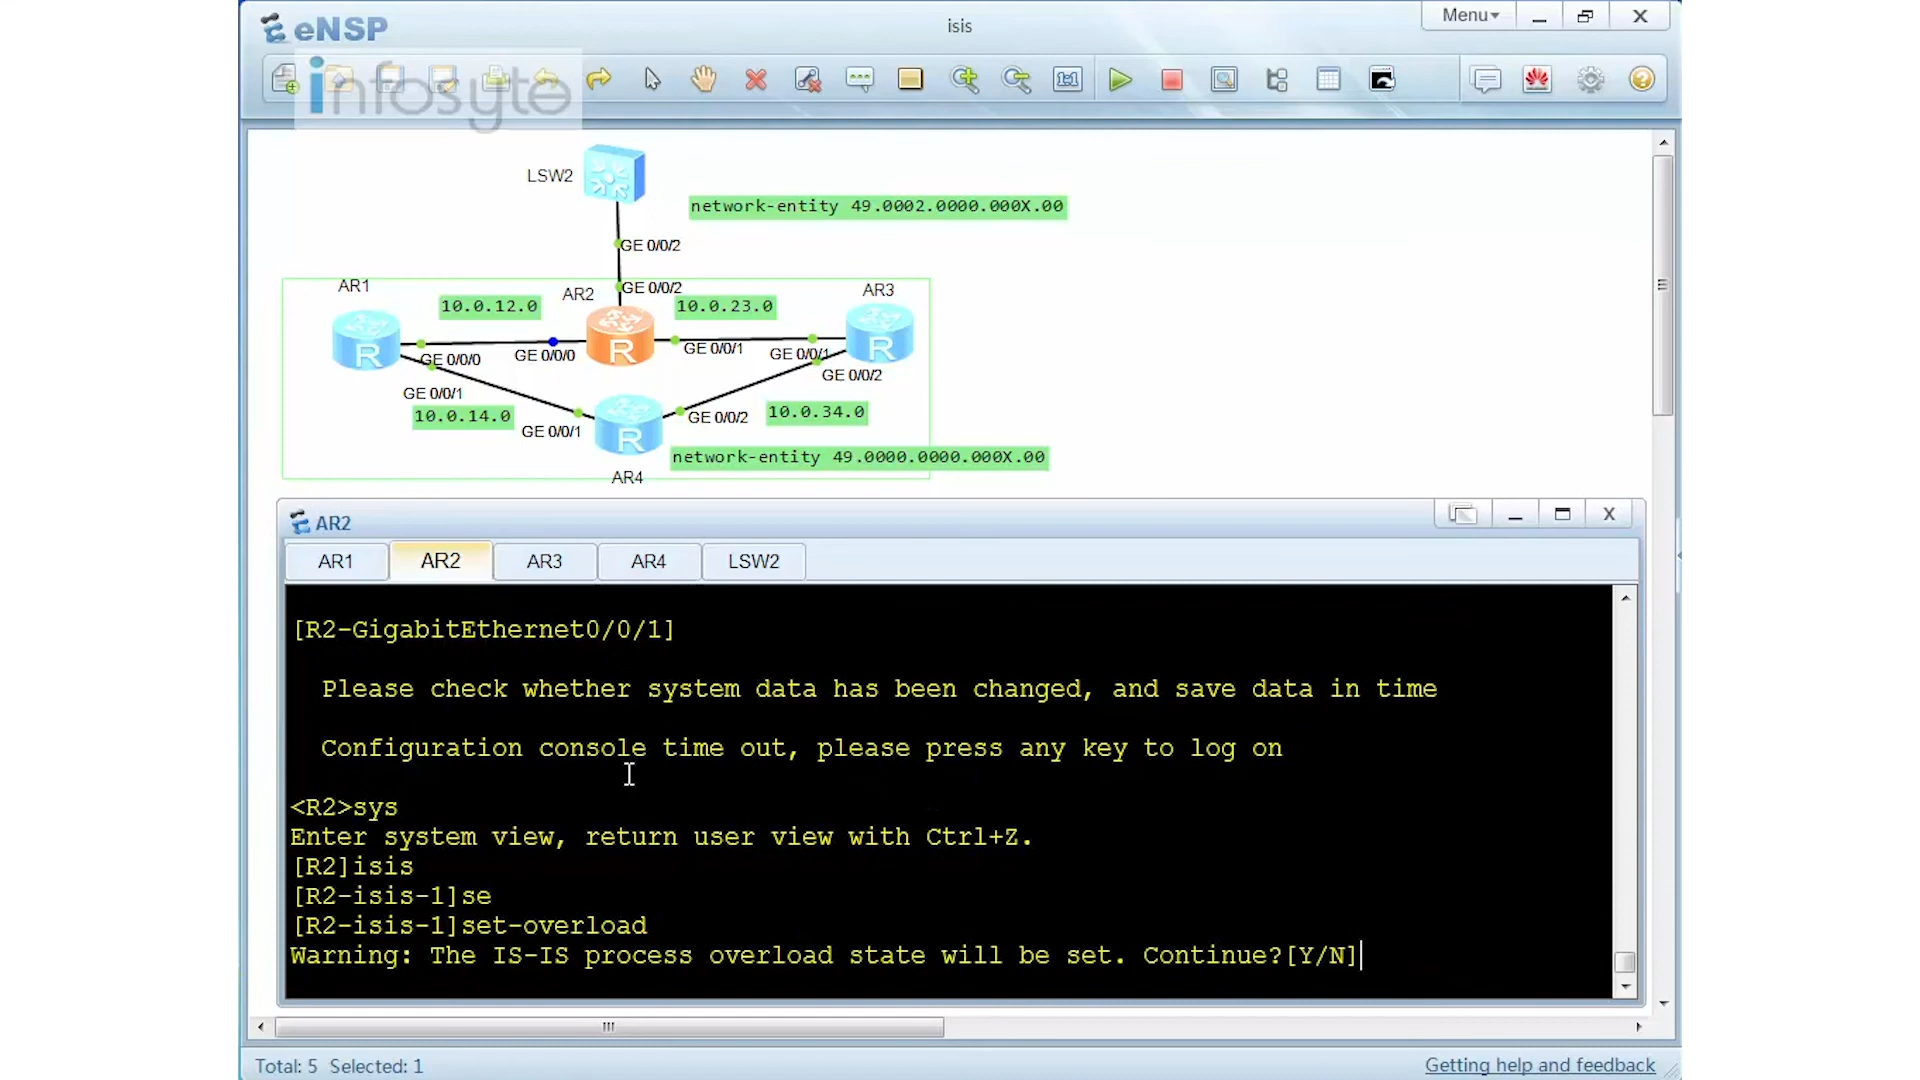 eNSP
isis
Menu
infosyte
LSW2
network-entity 49.0002.0000.000X.00
GE 0/0/2
GE 0/0/2
AR1
AR2
AR3
10.0.12.0
10.0.23.0
R
R
R
GE 0/0/0
GE 0/0/0
GE 0/0/1
GE 0/0/1
GE 0/0/2
GE 0/0/1
10.0.14.0
GE 0/0/1
R
GE 0/0/2
10.0.34.0
network-entity 49.0000.0000.000X.00
AR4
AR2
AR1 AR2 AR3 AR4 LSW2
[R2-GigabitEthernet0/0/1]
Please check whether system data has been changed, and save data in time
Configuration console time out, please press any key to log on
<R2>sys
Enter system view, return user view with Ctrl+Z.
[R2]isis
[R2-isis-1]se
[R2-isis-1]set-overload
Warning: The IS-IS process overload state will be set. Continue?[Y/N]
Total: 5 Selected: 1
Getting help and feedback